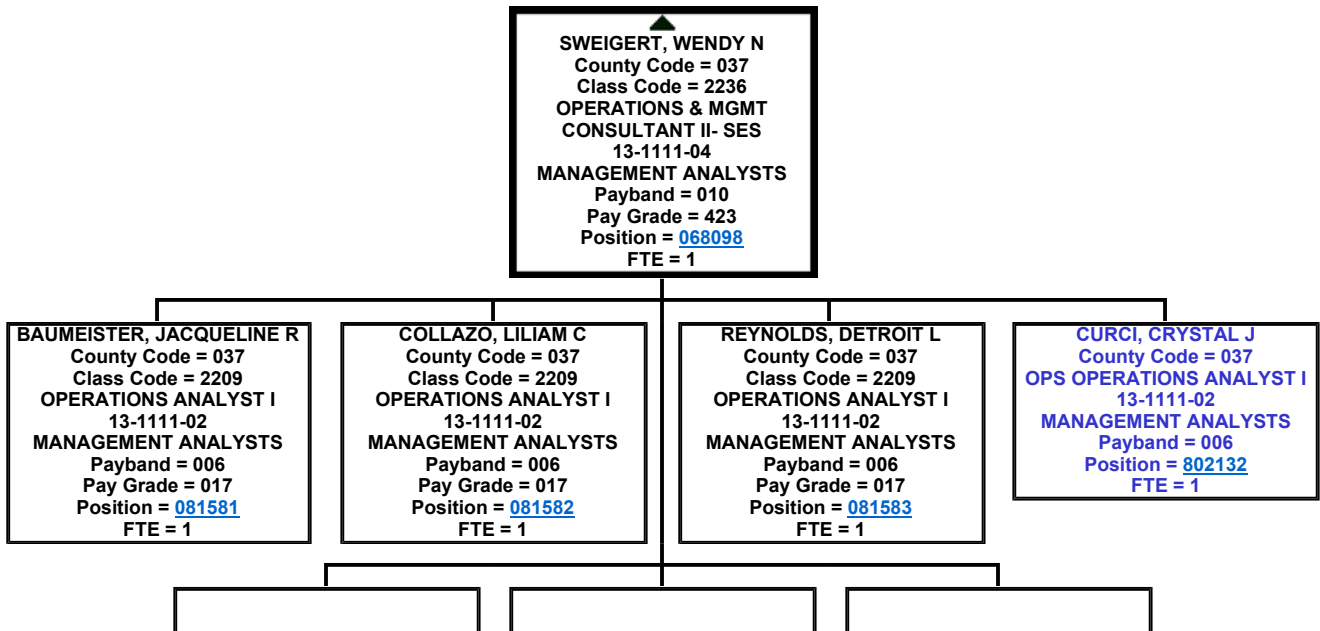 SWEIGERT, WENDY N
County Code = 037
Class Code = 2236
OPERATIONS & MGMT
CONSULTANT II- SES
13-1111-04
MANAGEMENT ANALYSTS
Payband = 010
Pay Grade = 423
Position = 068098
FTE = 1
BAUMEISTER, JACQUELINE R
County Code = 037
Class Code = 2209
OPERATIONS ANALYST I
13-1111-02
MANAGEMENT ANALYSTS
Payband = 006
Pay Grade = 017
Position = 081581
FTE = 1
COLLAZO, LILIAM C
County Code = 037
Class Code = 2209
OPERATIONS ANALYST I
13-1111-02
MANAGEMENT ANALYSTS
Payband = 006
Pay Grade = 017
Position = 081582
FTE = 1
REYNOLDS, DETROIT L
County Code = 037
Class Code = 2209
OPERATIONS ANALYST I
13-1111-02
MANAGEMENT ANALYSTS
Payband = 006
Pay Grade = 017
Position = 081583
FTE = 1
CURCI, CRYSTAL J
County Code = 037
OPS OPERATIONS ANALYST I
13-1111-02
MANAGEMENT ANALYSTS
Payband = 006
Position = 802132
FTE = 1